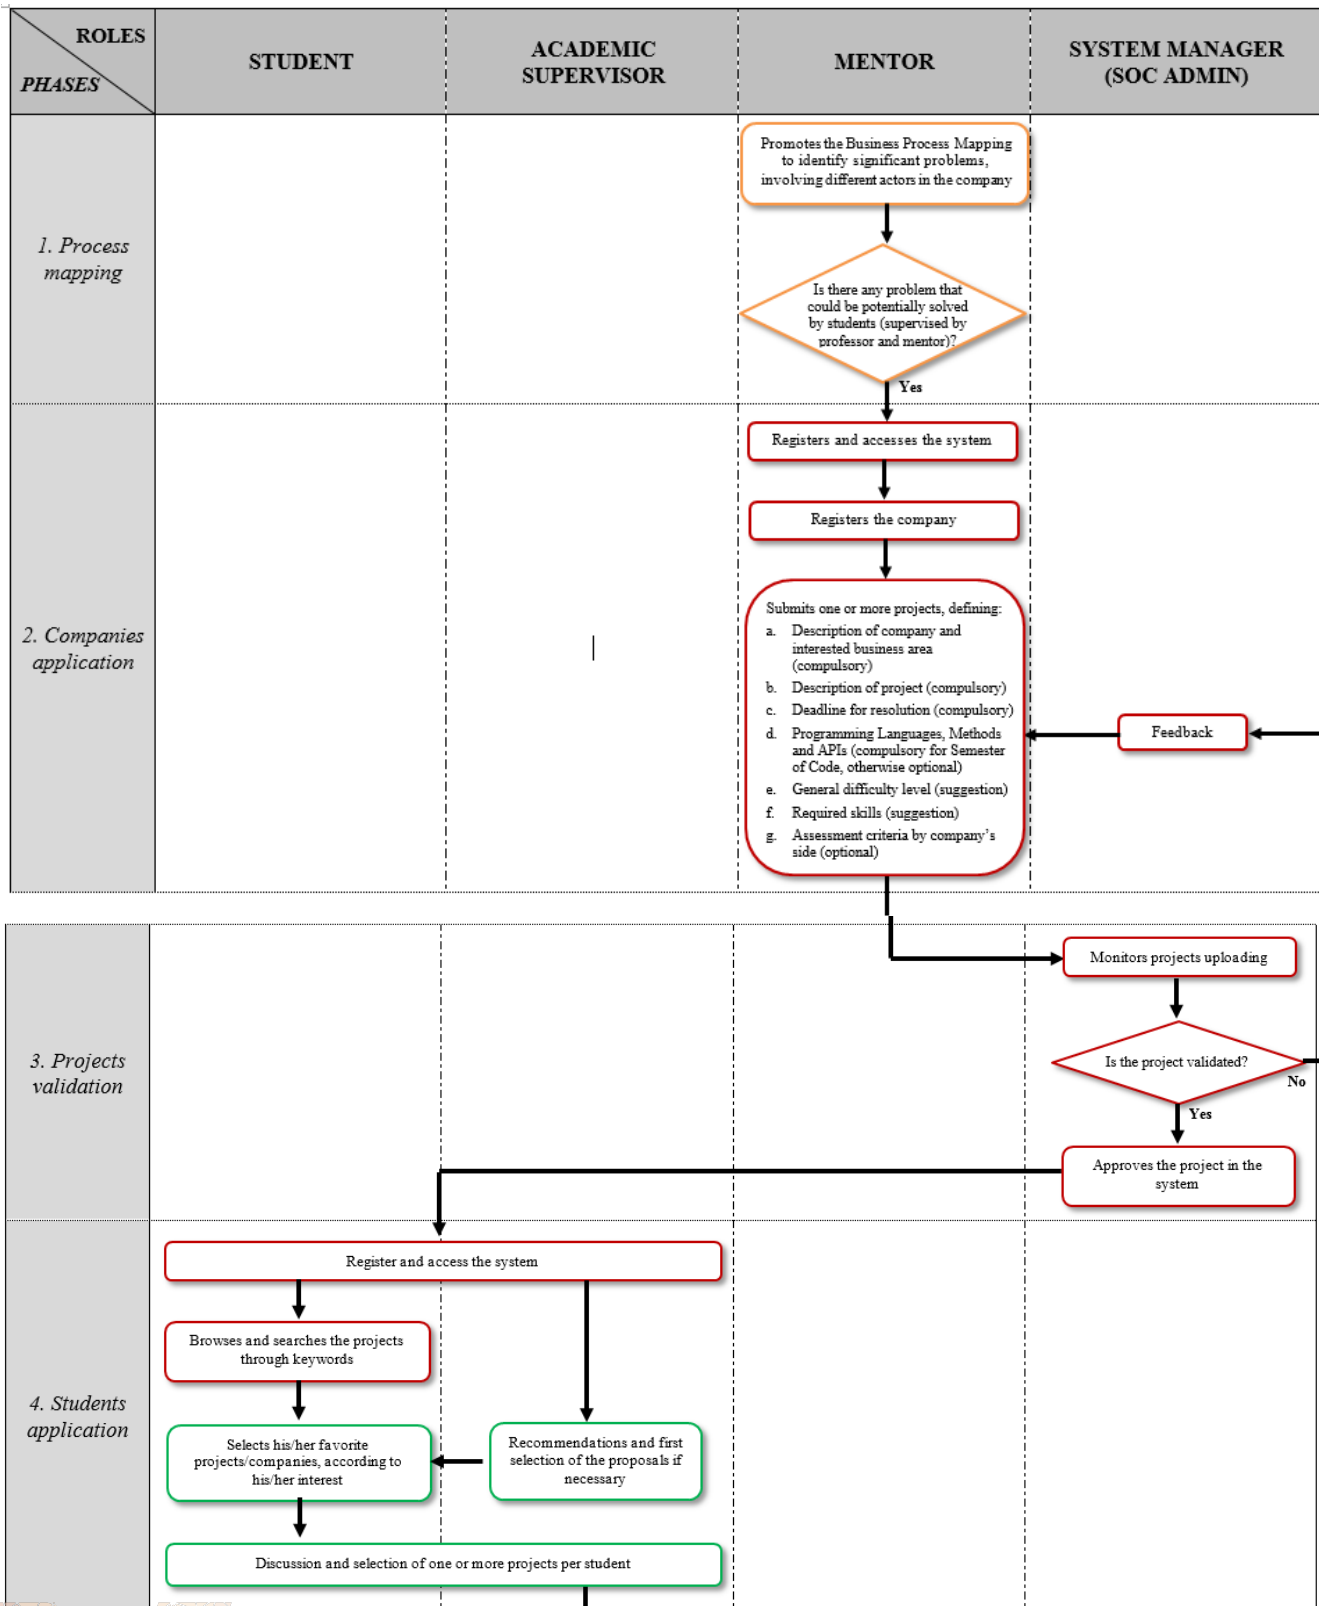 ROLES
PHASES
STUDENT
ACADEMIC
SUPERVISOR
MENTOR
SYSTEM MANAGER
(SOC ADMIN)
1. Process
mapping
Promotes the Business Process Mapping
to identify significant problems,
involving different actors in the company
Is there any problem that
could be potentially solved
by students (supervised by
professor and mentor)?
Yes
2. Companies
application
Registers and accesses the system
Registers the company
Submits one or more projects, defining:
a. Description of company and
interested business area
(compulsory)
b. Description of project (compulsory)
c. Deadline for resolution (compulsory)
d. Programming Languages, Methods
and APIs (compulsory for Semester
of Code, otherwise optional)
e. General difficulty level (suggestion)
f. Required skills (suggestion)
g. Assessment criteria by company's
side (optional)
Feedback
3. Projects
validation
Monitors projects uploading
Is the project validated?
No
Yes
Approves the project in the
system
4. Students
application
Register and access the system
Browses and searches the projects
through keywords
Selects his/her favorite
projects/companies, according to
his/her interest
Recommendations and first
selection of the proposals if
necessary
Discussion and selection of one or more projects per student